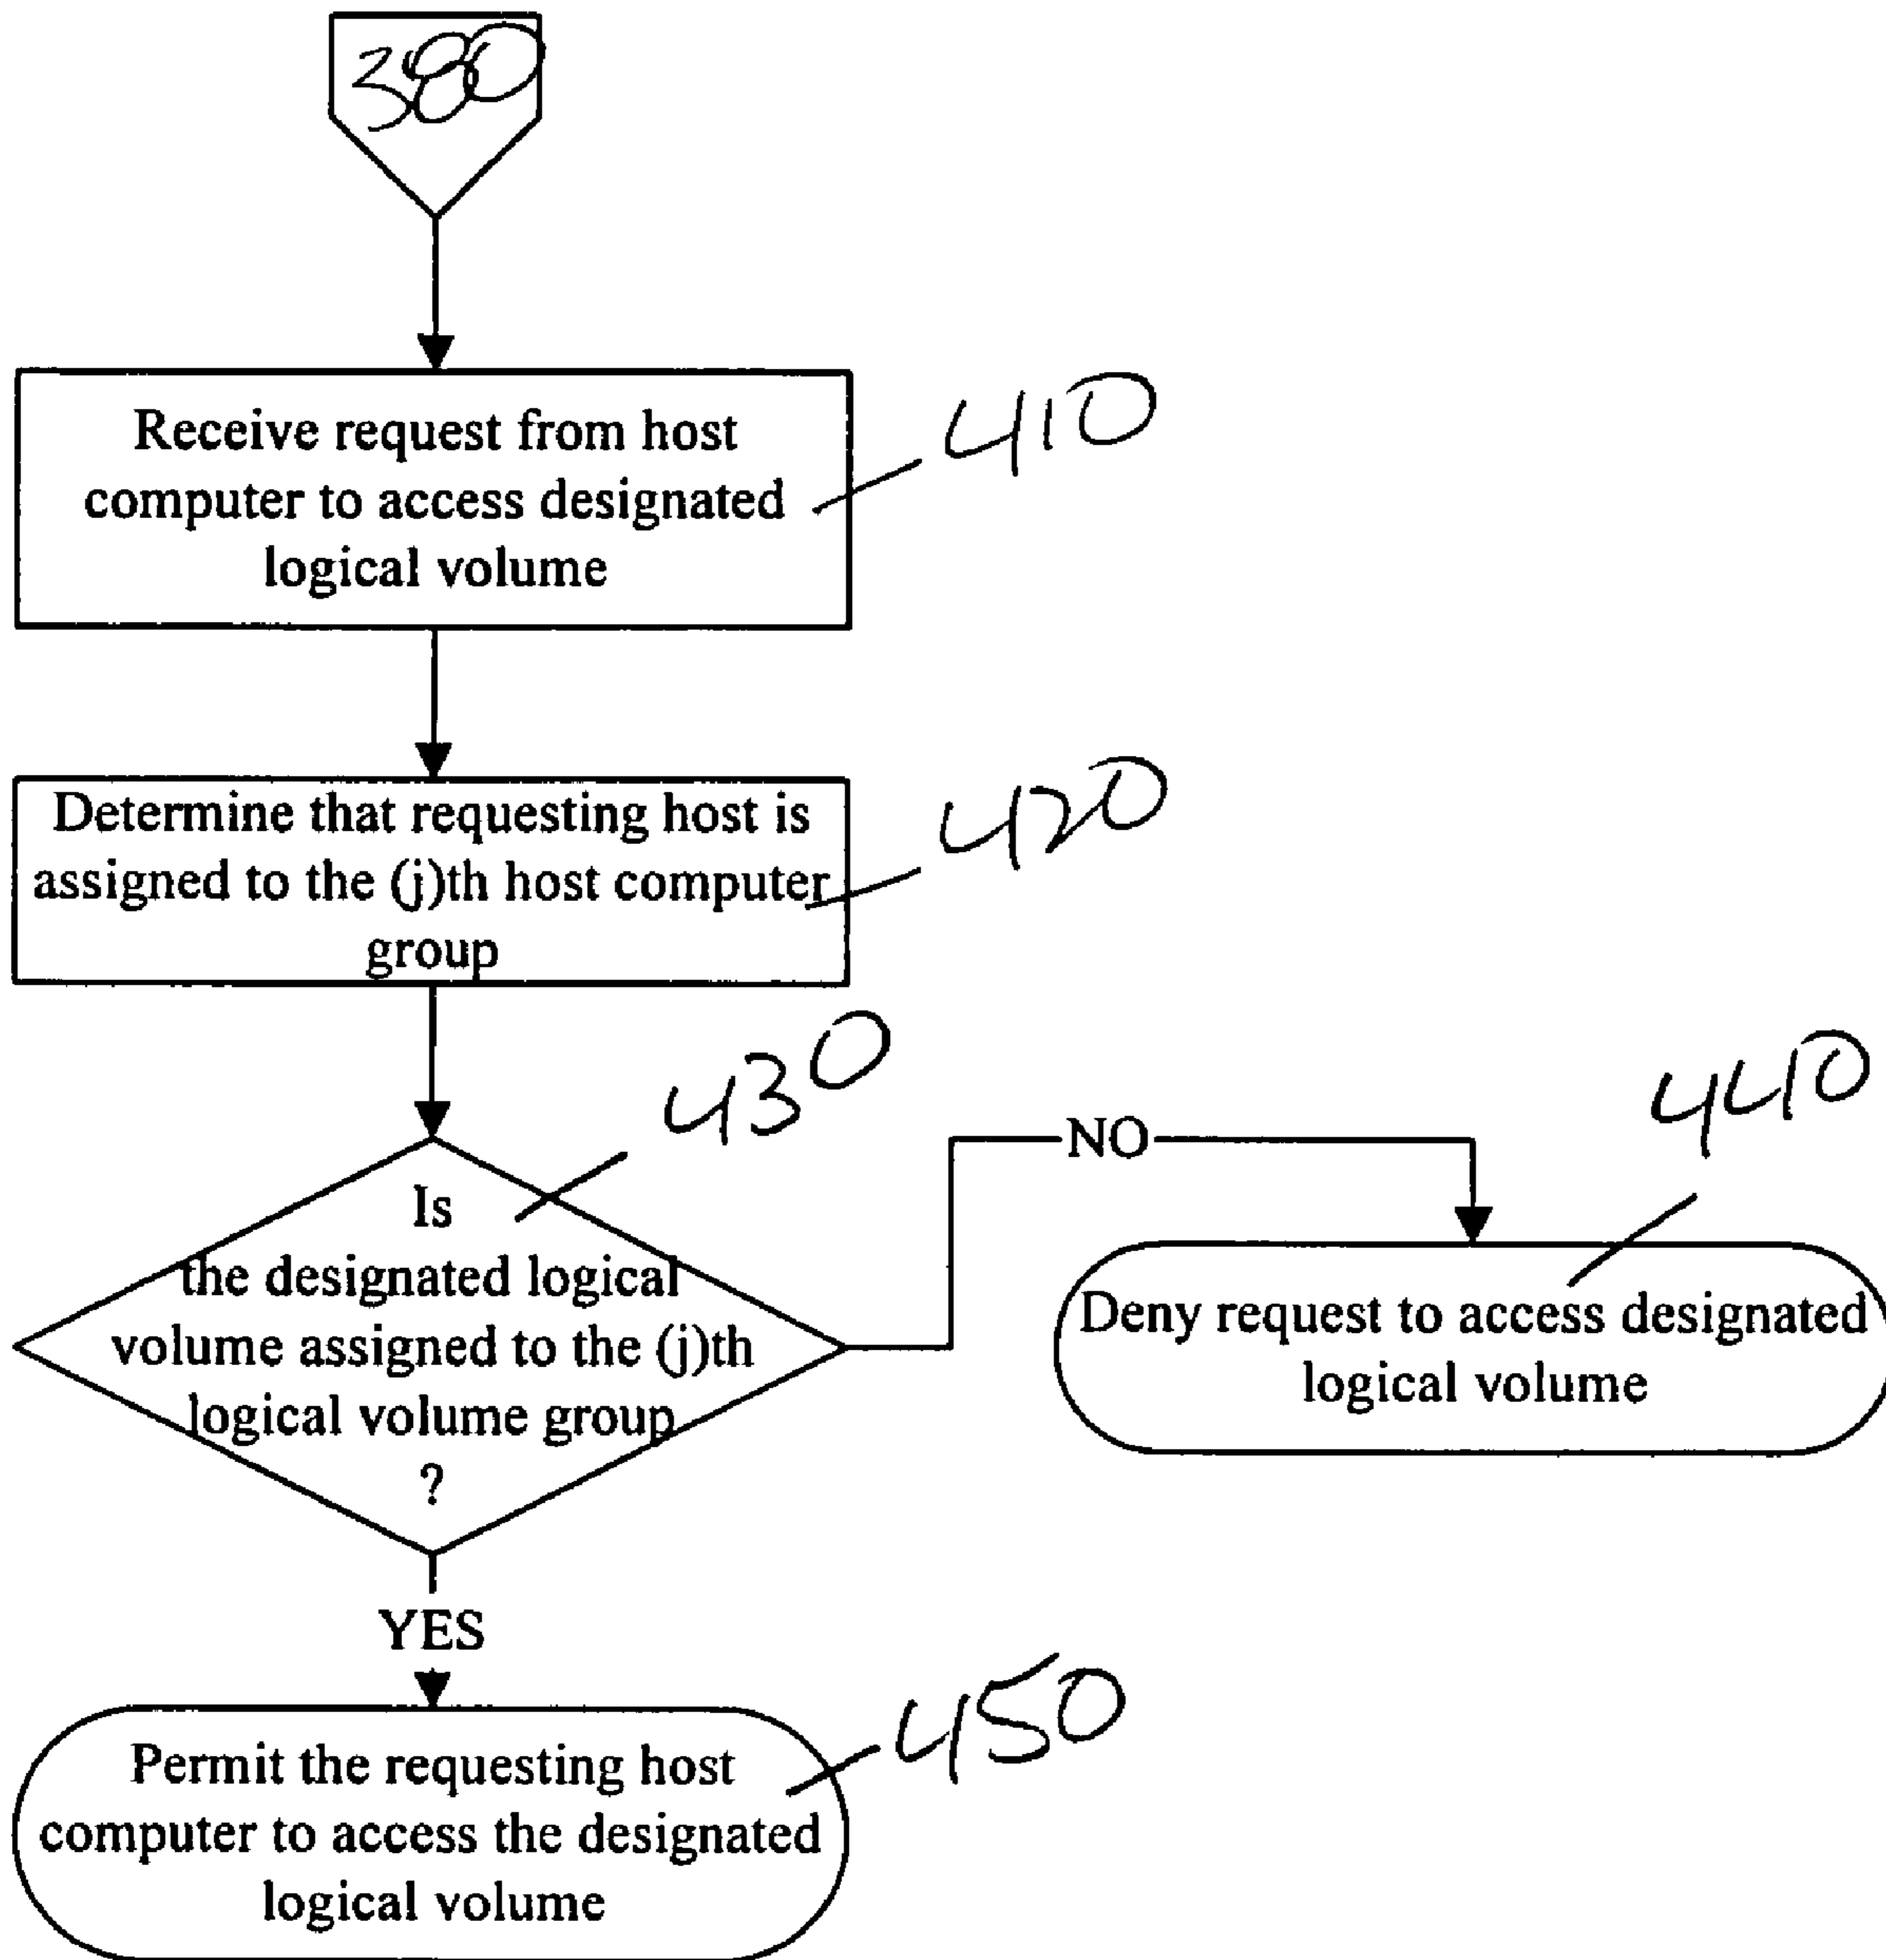 380
Receive request from host
computer to access designated
logical volume
410
Determine that requesting host is
assigned to the (j)th host computer
group
420
430
Is
the designated logical
volume assigned to the (j)th
logical volume group
?
NO
440
Deny request to access designated
logical volume
YES
450
Permit the requesting host
computer to access the designated
logical volume